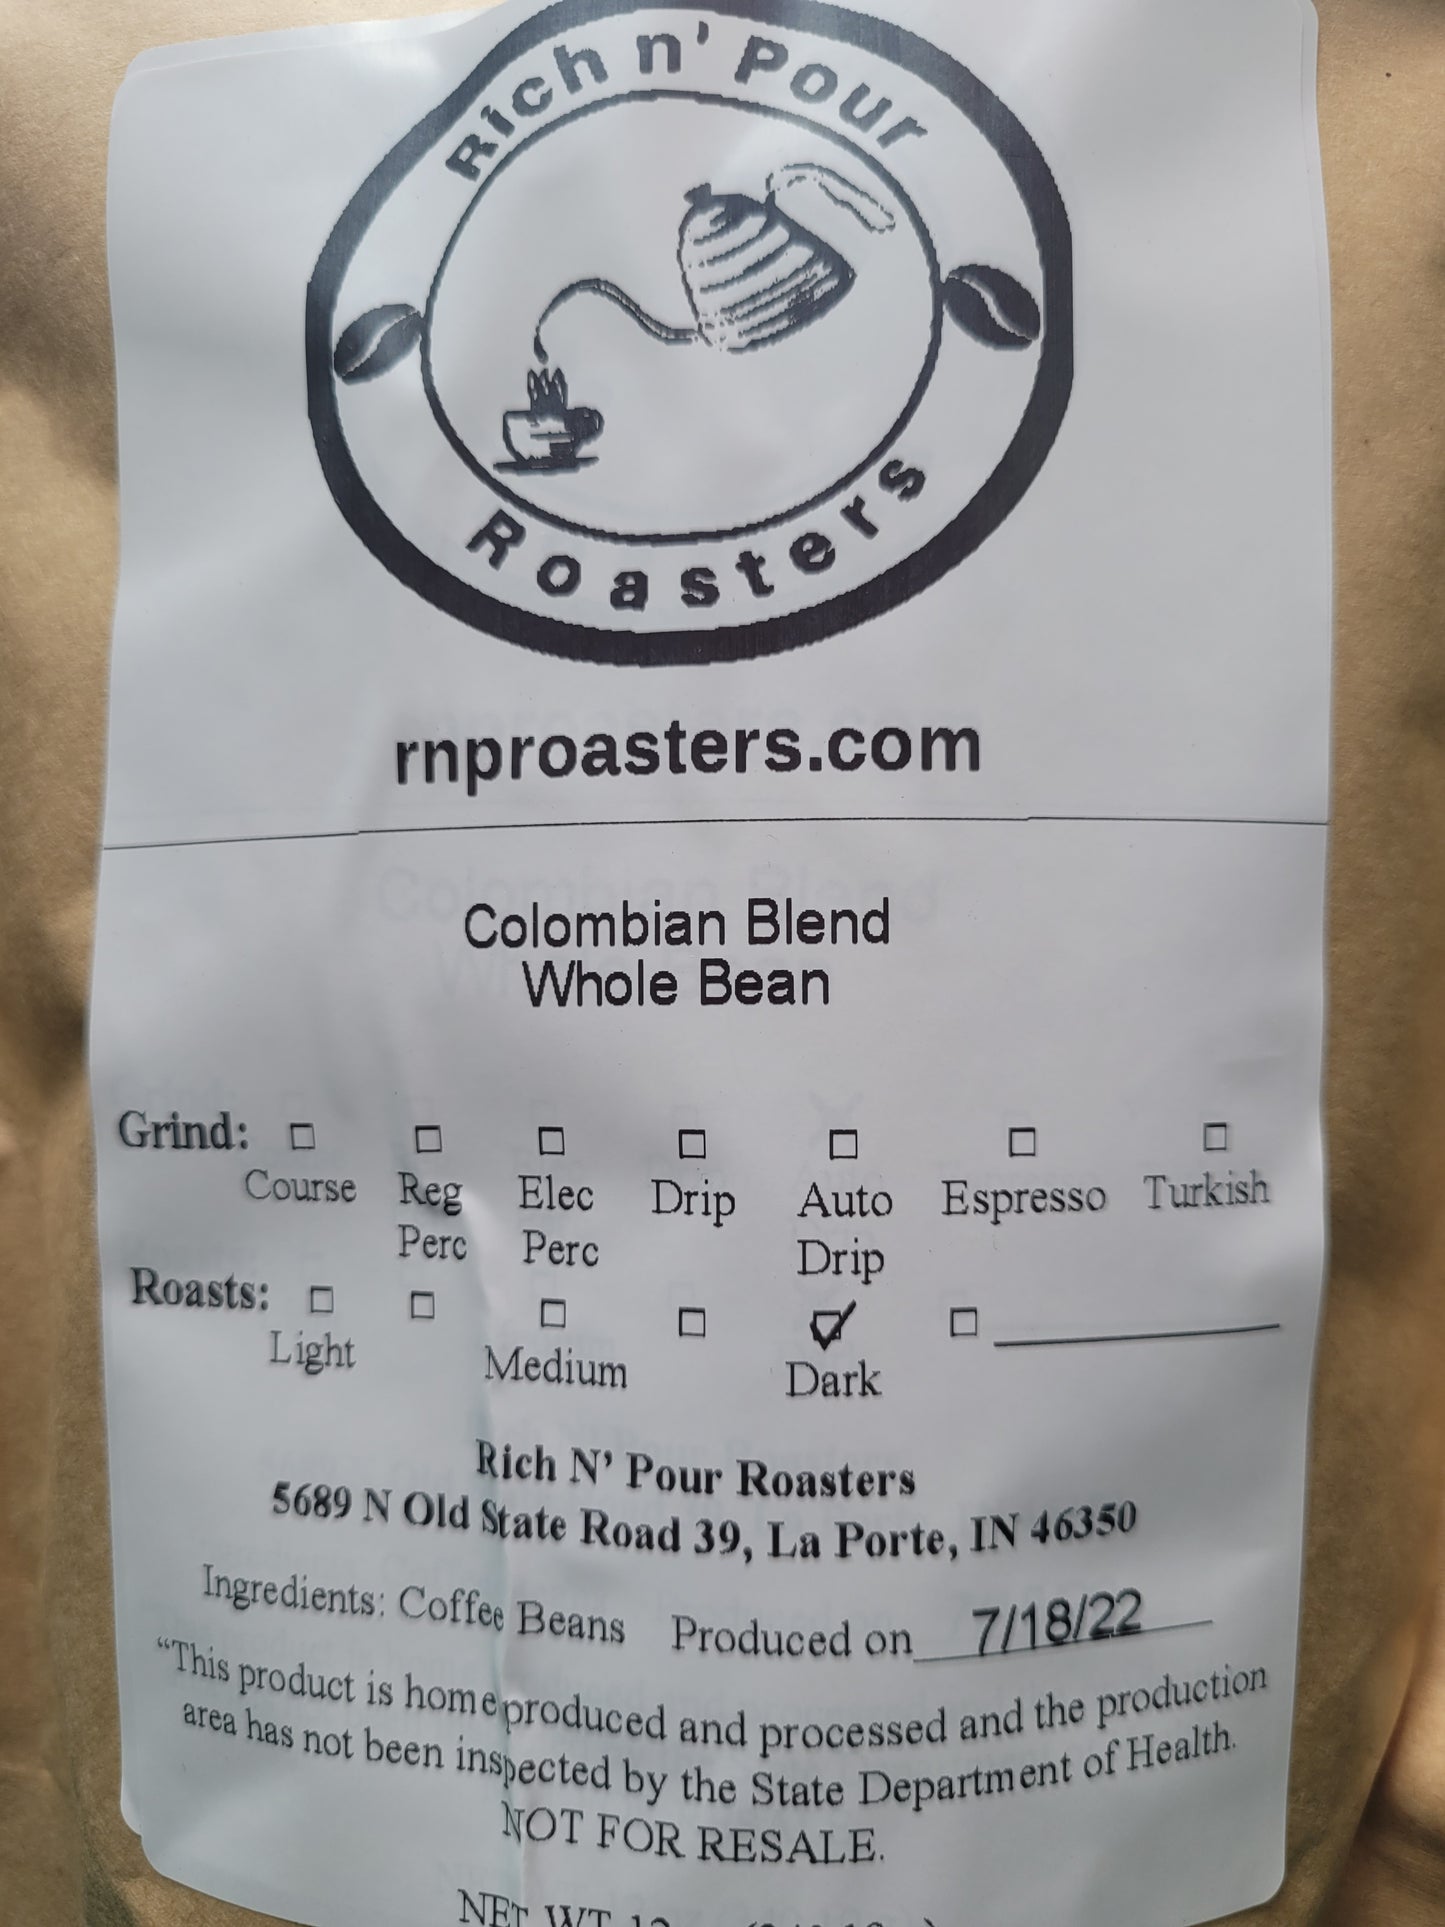 Rich n' Pour
Roasters
rnproasters.com
Colombian Blend
Whole Bean
Grind: □ □ □ □ □ □ □
Course Reg Elec Drip Auto Espresso Turkish
Perc Perc Drip
Roasts: □ □ □ □ ☑ □
Light Medium Dark
Rich N' Pour Roasters
5689 N Old State Road 39, La Porte, IN 46350
Ingredients: Coffee Beans Produced on 7/18/22
“This product is home produced and processed and the production
area has not been inspected by the State Department of Health.
NOT FOR RESALE.
NET WT